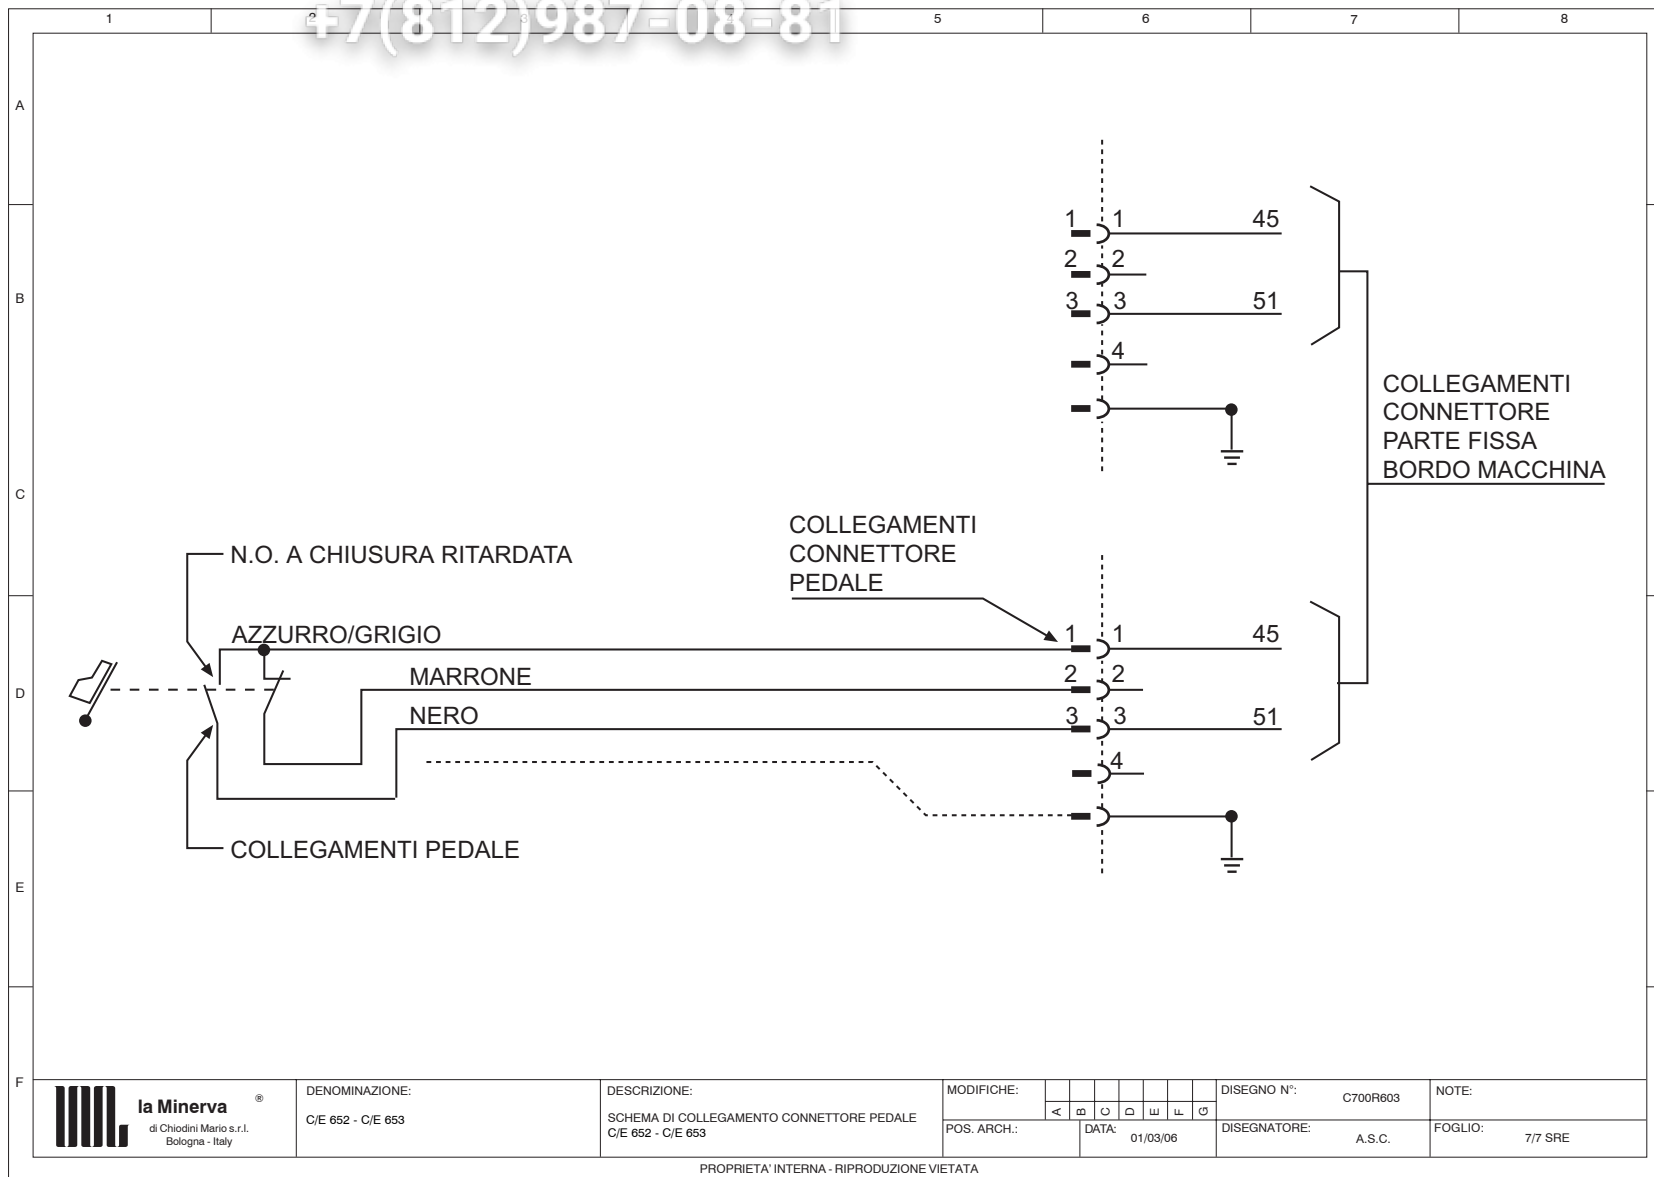 +7(812)987-08-81
1 2 3 4 5 6 7 8
A
B
C
D
E
F
1 1 45
2 2
3 3 51
4
COLLEGAMENTI
CONNETTORE
PARTE FISSA
BORDO MACCHINA
COLLEGAMENTI
CONNETTORE
PEDALE
N.O. A CHIUSURA RITARDATA
AZZURRO/GRIGIO
1 1 45
MARRONE
2 2
NERO
3 3 51
4
COLLEGAMENTI PEDALE
la Minerva ®
di Chiodini Mario s.r.l.
Bologna - Italy
DENOMINAZIONE:
C/E 652 - C/E 653
DESCRIZIONE:
SCHEMA DI COLLEGAMENTO CONNETTORE PEDALE
C/E 652 - C/E 653
MODIFICHE:
A B C D E F G
POS. ARCH.:
DATA:
01/03/06
DISEGNO N°:
C700R603
DISEGNATORE:
A.S.C.
NOTE:
FOGLIO:
7/7 SRE
PROPRIETA' INTERNA - RIPRODUZIONE VIETATA